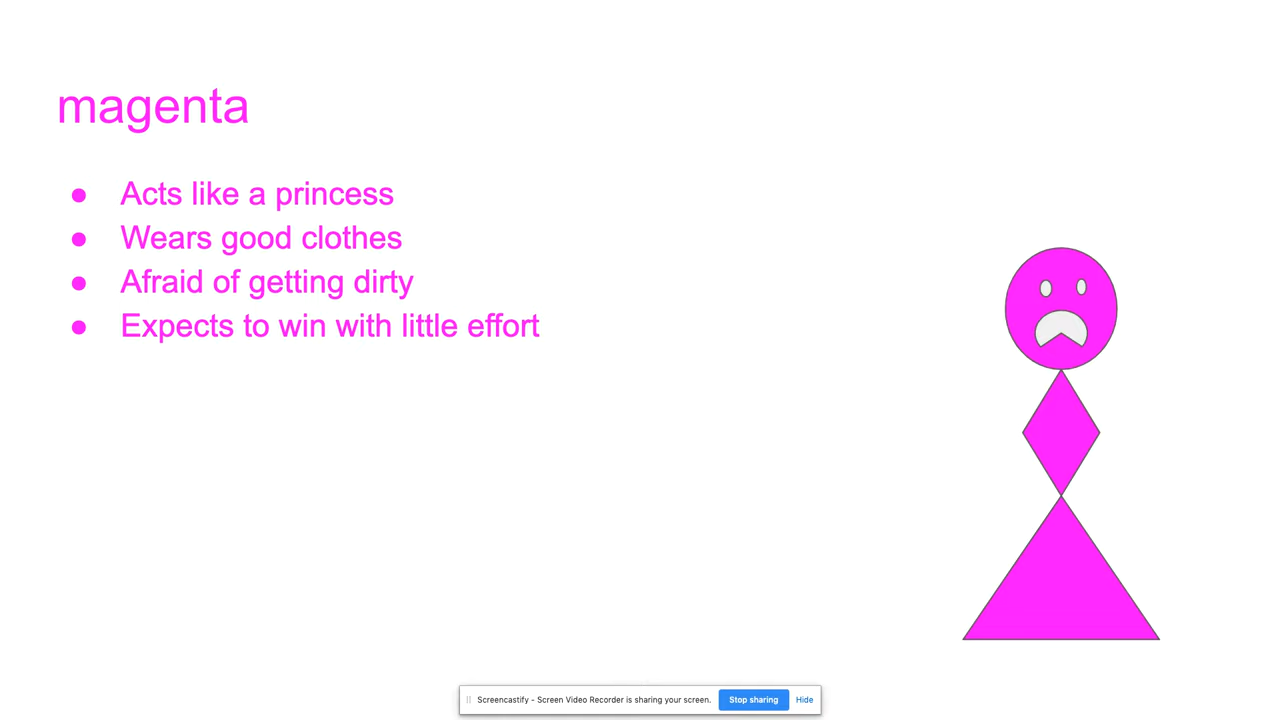 magenta
● Acts like a princess
● Wears good clothes
● Afraid of getting dirty
● Expects to win with little effort
Screencastify - Screen Video Recorder is sharing your screen. Stop sharing Hide